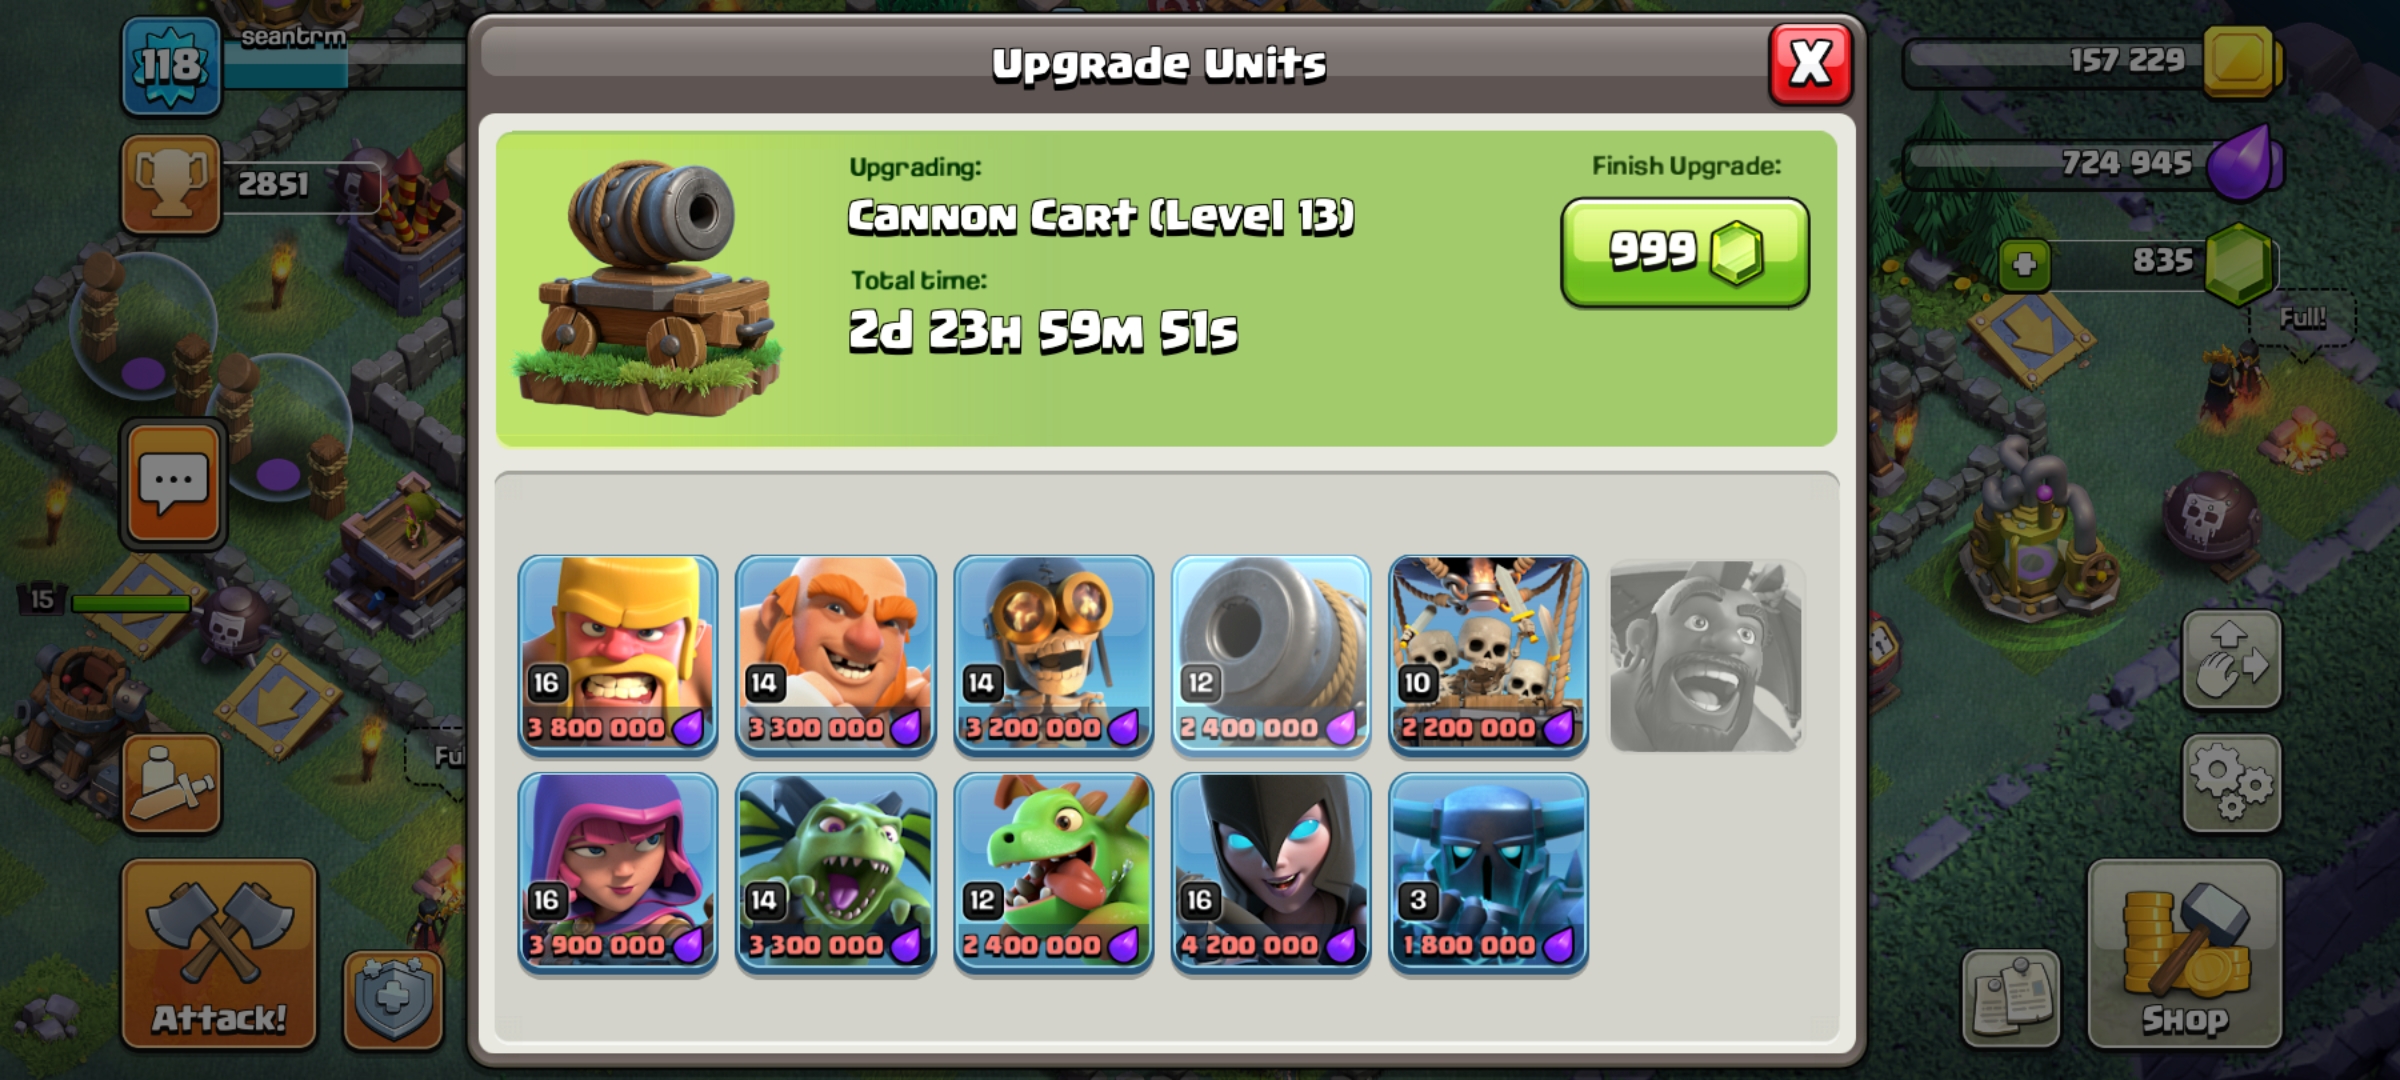 seantrm
118
2851
15
Ful
Attack!
Upgrade Units
X
Upgrading:
Cannon Cart (Level 13)
Total time:
2d 23h 59m 51s
Finish Upgrade:
999
16
3 800 000
14
3 300 000
14
3 200 000
12
2 400 000
10
2 200 000
16
3 900 000
14
3 300 000
12
2 400 000
16
4 200 000
3
1 800 000
157 229
724 945
835
Full!
Shop